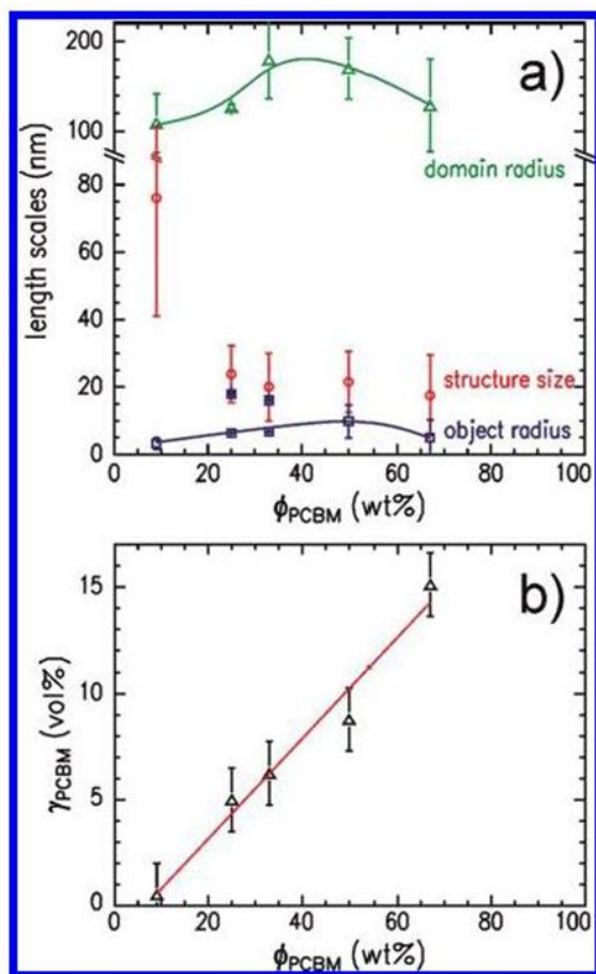 a)
200
100
80
60
40
20
0
length scales (nm)
domain radius
structure size
object radius
0 20 40 60 80 100
ϕPCBM (wt%)
b)
15
10
5
0
γPCBM (vol%)
0 20 40 60 80 100
ϕPCBM (wt%)